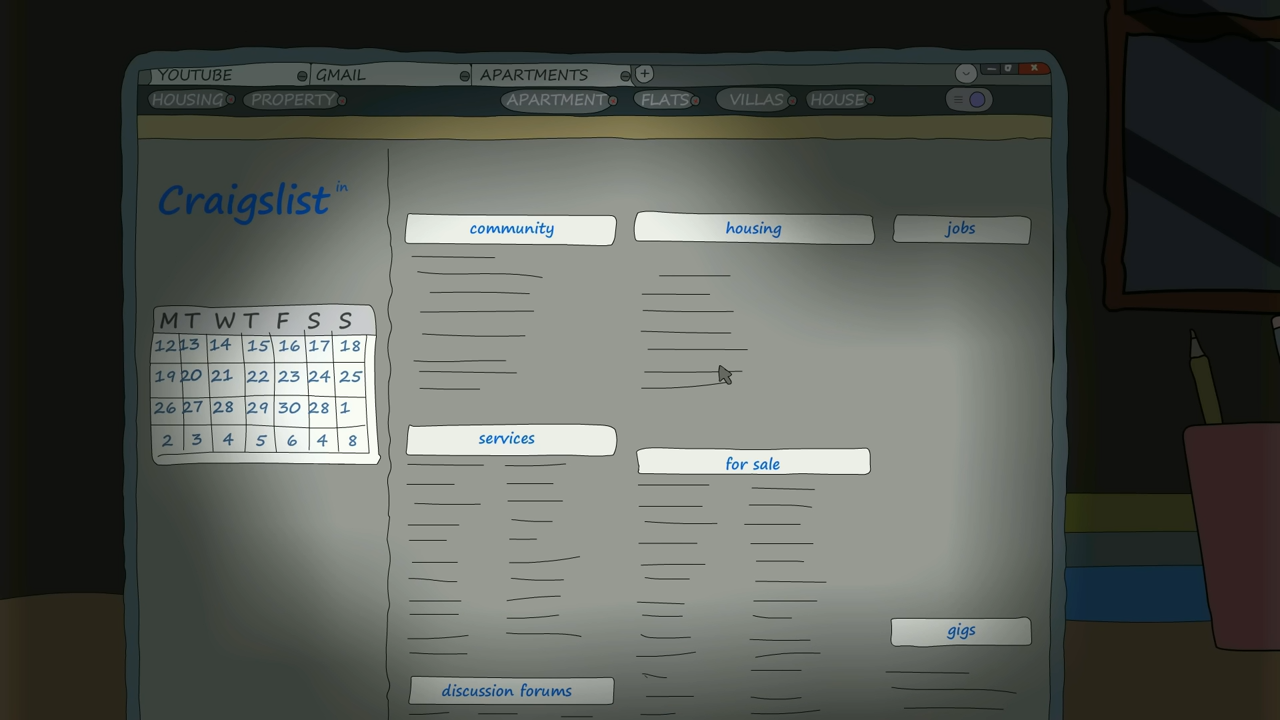 YOUTUBE GMAIL APARTMENTS
HOUSING PROPERTY APARTMENT FLATS VILLAS HOUSE
Craigslist in
community housing jobs
M T W T F S S
12 13 14 15 16 17 18
19 20 21 22 23 24 25
26 27 28 29 30 28 1
2 3 4 5 6 4 8
services
for sale
gigs
discussion forums